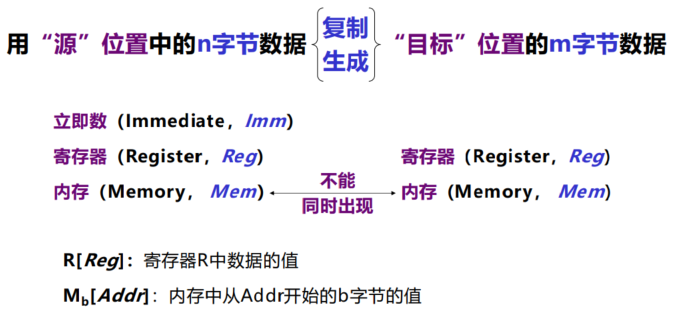 用“源”位置中的n字节数据 复制 “目标”位置的m字节数据
生成
立即数（Immediate，Imm）
寄存器（Register，Reg） 寄存器（Register，Reg）
内存（Memory， Mem） 不能 内存（Memory， Mem）
同时出现
R[Reg]：寄存器R中数据的值
Mb[Addr]：内存中从Addr开始的b字节的值